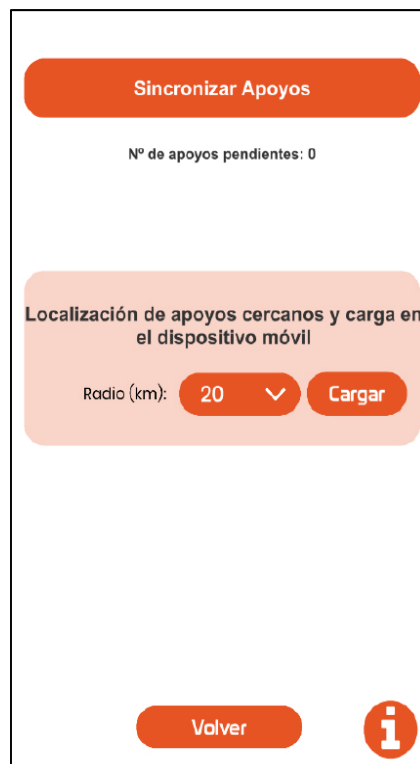 Sincronizar Apoyos
Nº de apoyos pendientes: 0
Localización de apoyos cercanos y carga en
el dispositivo móvil
Radio (km): 20 Cargar
Volver
i